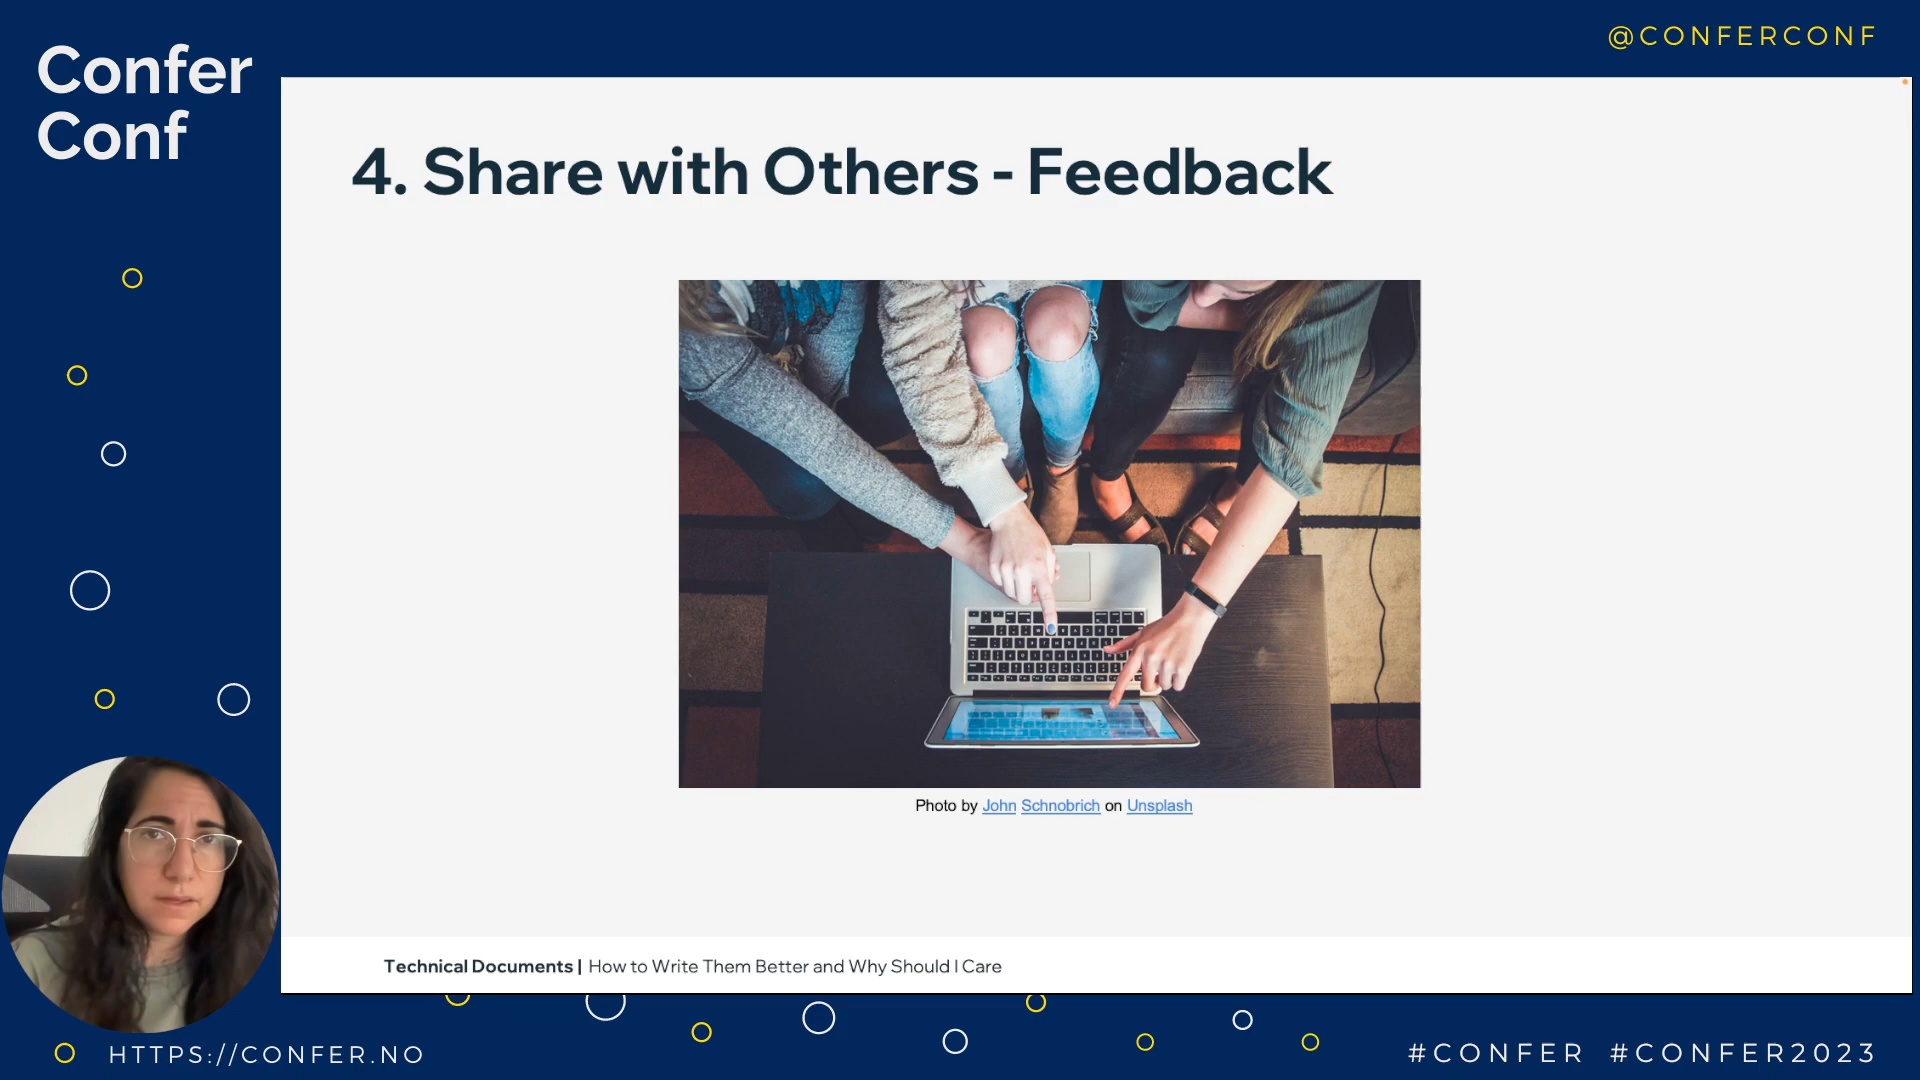 Confer
Conf
@CONFERCONF
4. Share with Others - Feedback
Photo by John Schnobrich on Unsplash
Technical Documents | How to Write Them Better and Why Should I Care
HTTPS://CONFER.NO
#CONFER #CONFER2023